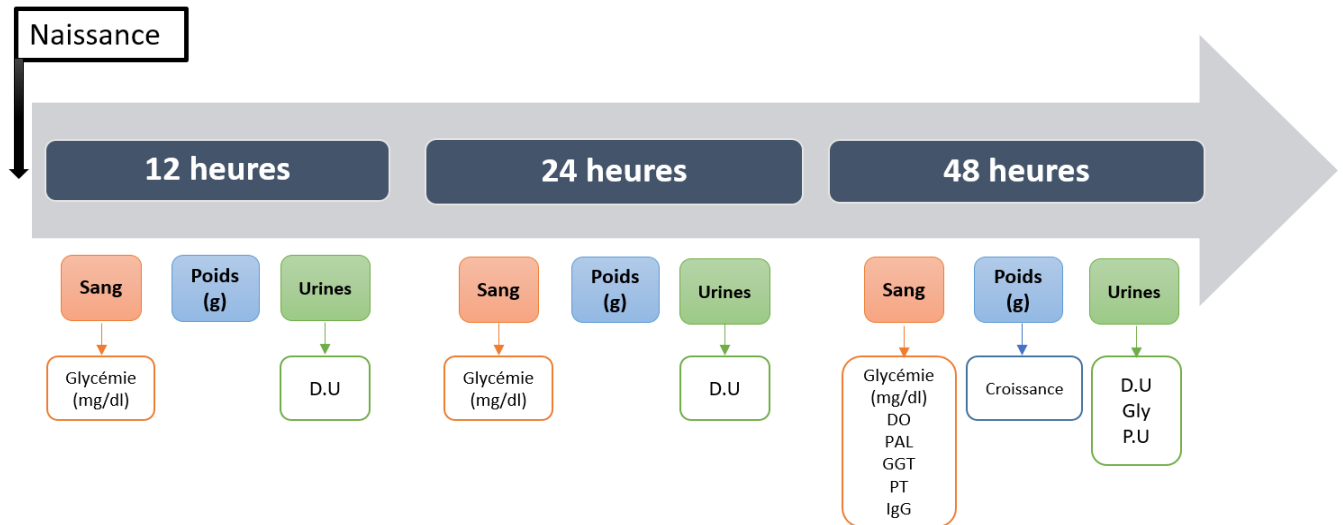 Naissance
12 heures
24 heures
48 heures
Sang
Poids
(g)
Urines
Sang
Poids
(g)
Urines
Sang
Poids
(g)
Urines
Glycémie
(mg/dl)
D.U
Glycémie
(mg/dl)
D.U
Glycémie
(mg/dl)
DO
PAL
GGT
PT
IgG
Croissance
D.U
Gly
P.U